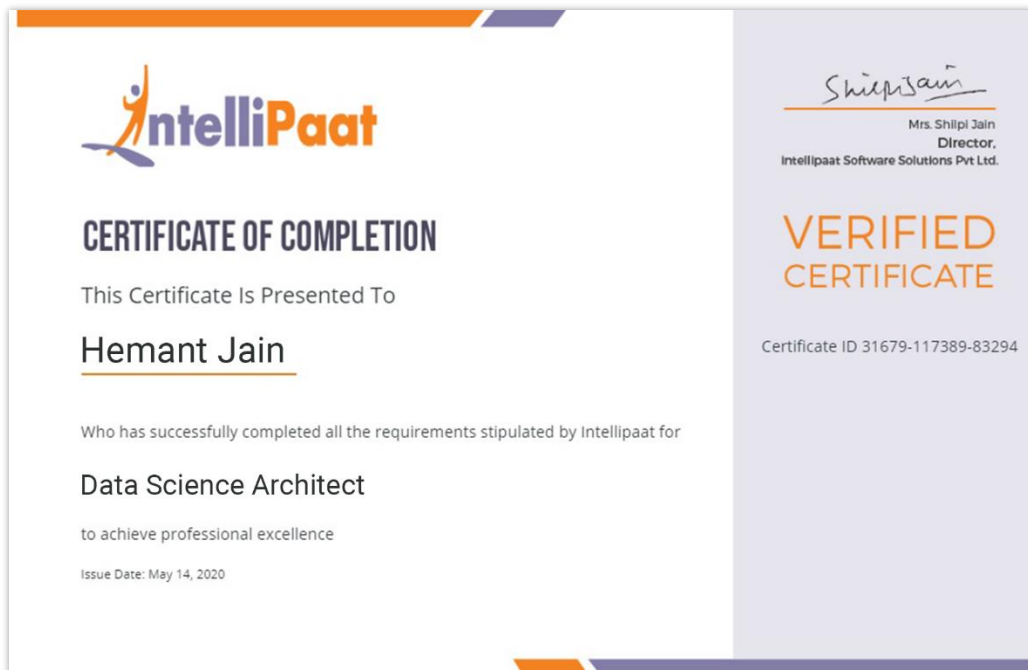 IntelliPaat
CERTIFICATE OF COMPLETION
This Certificate Is Presented To
Hemant Jain
Who has successfully completed all the requirements stipulated by Intellipaat for
Data Science Architect
to achieve professional excellence
Issue Date: May 14, 2020
Shilpi Jain
Mrs. Shilpi Jain
Director,
Intellipaat Software Solutions Pvt Ltd.
VERIFIED
CERTIFICATE
Certificate ID 31679-117389-83294